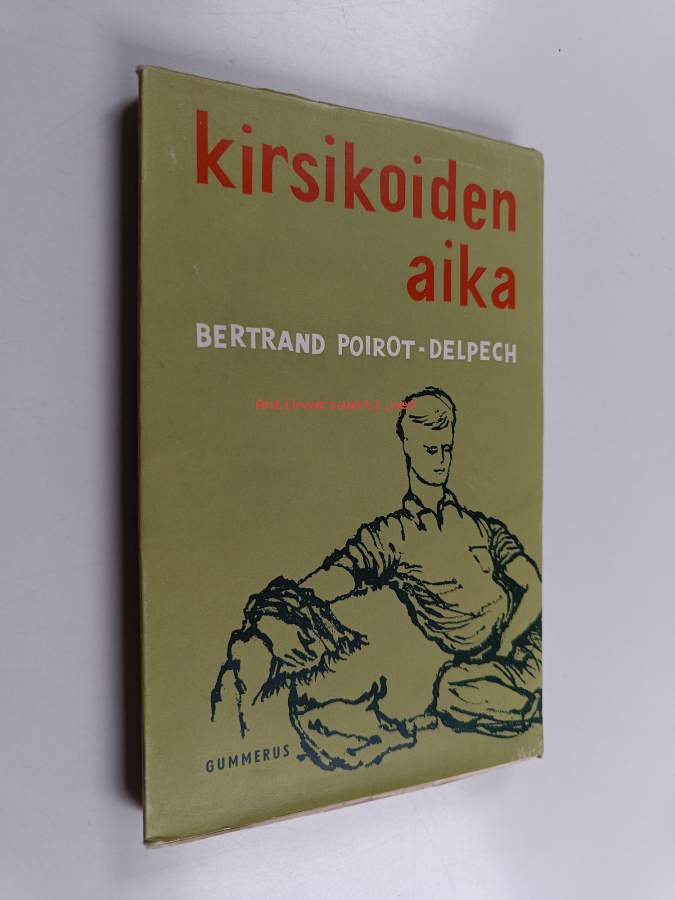 kirsikoiden
aika
BERTRAND POIROT-DELPECH
Antikvariaatti.net
GUMMERUS